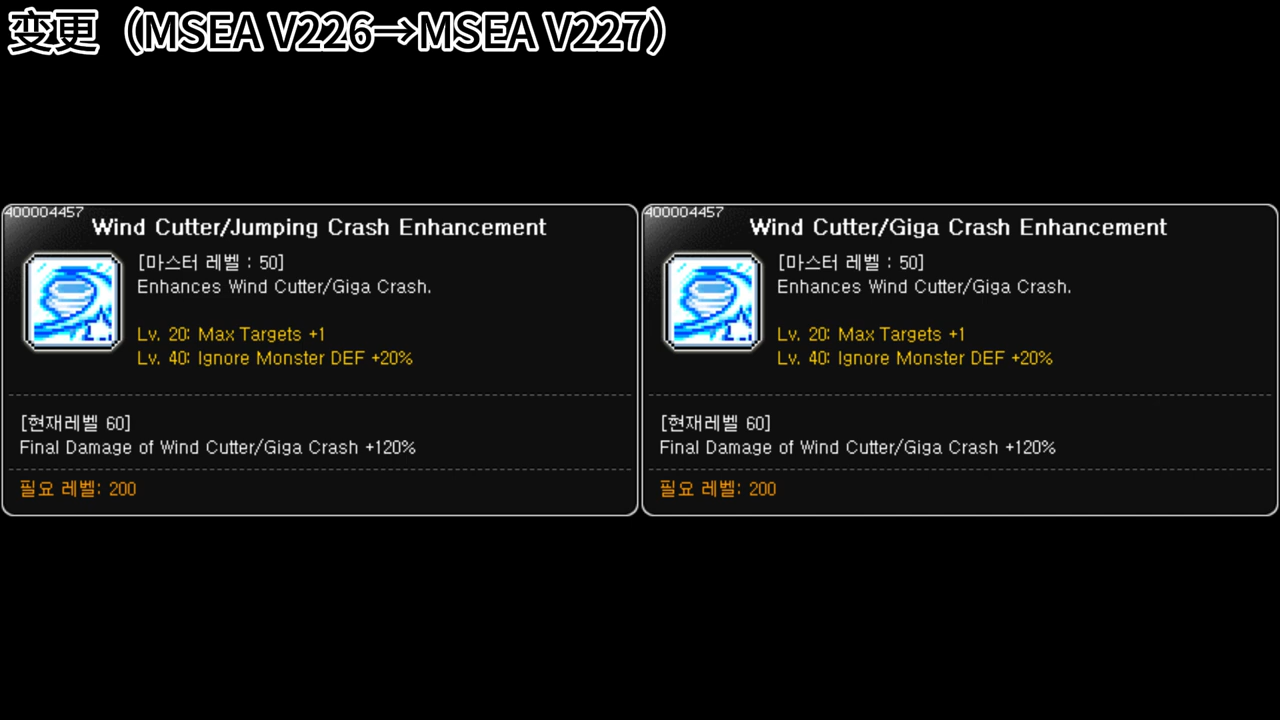 变更（MSEA V226→MSEA V227）
400004457
Wind Cutter/Jumping Crash Enhancement
[마스터 레벨 : 50]
Enhances Wind Cutter/Giga Crash.
Lv. 20: Max Targets +1
Lv. 40: Ignore Monster DEF +20%
[현재레벨 60]
Final Damage of Wind Cutter/Giga Crash +120%
필요 레벨: 200
400004457
Wind Cutter/Giga Crash Enhancement
[마스터 레벨 : 50]
Enhances Wind Cutter/Giga Crash.
Lv. 20: Max Targets +1
Lv. 40: Ignore Monster DEF +20%
[현재레벨 60]
Final Damage of Wind Cutter/Giga Crash +120%
필요 레벨: 200